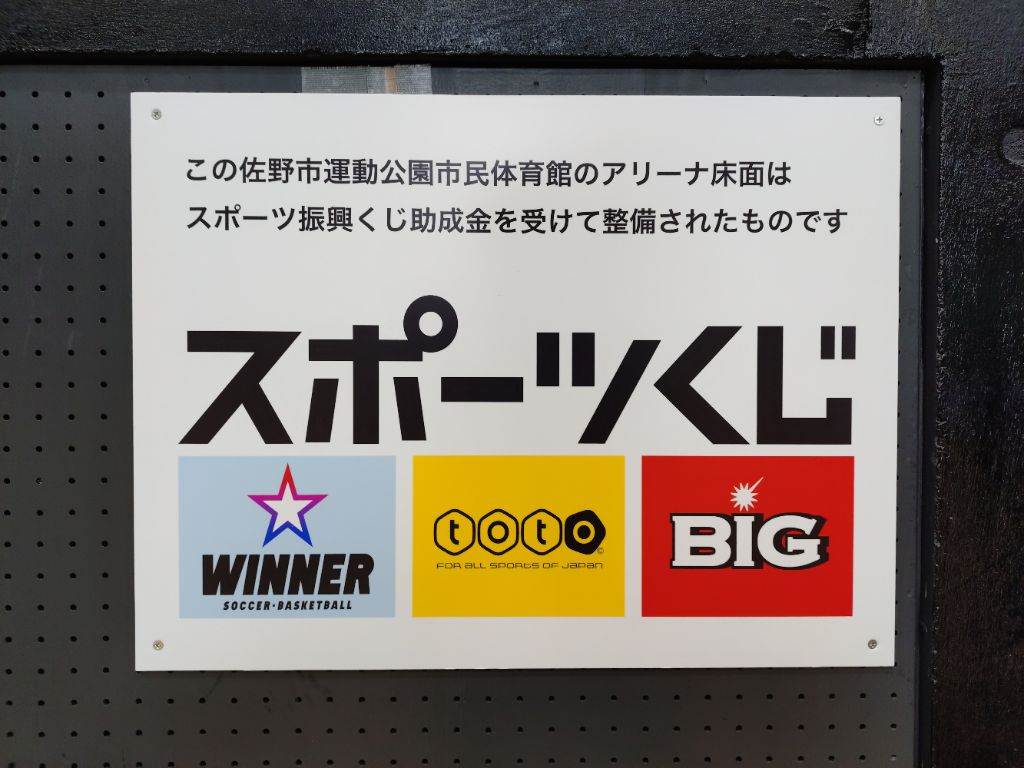 この佐野市運動公園市民体育館のアリーナ床面は
スポーツ振興くじ助成金を受けて整備されたものです
スポーツくじ
WINNER
SOCCER・BASKETBALL
toto
FOR ALL SPORTS OF JAPAN
BIG